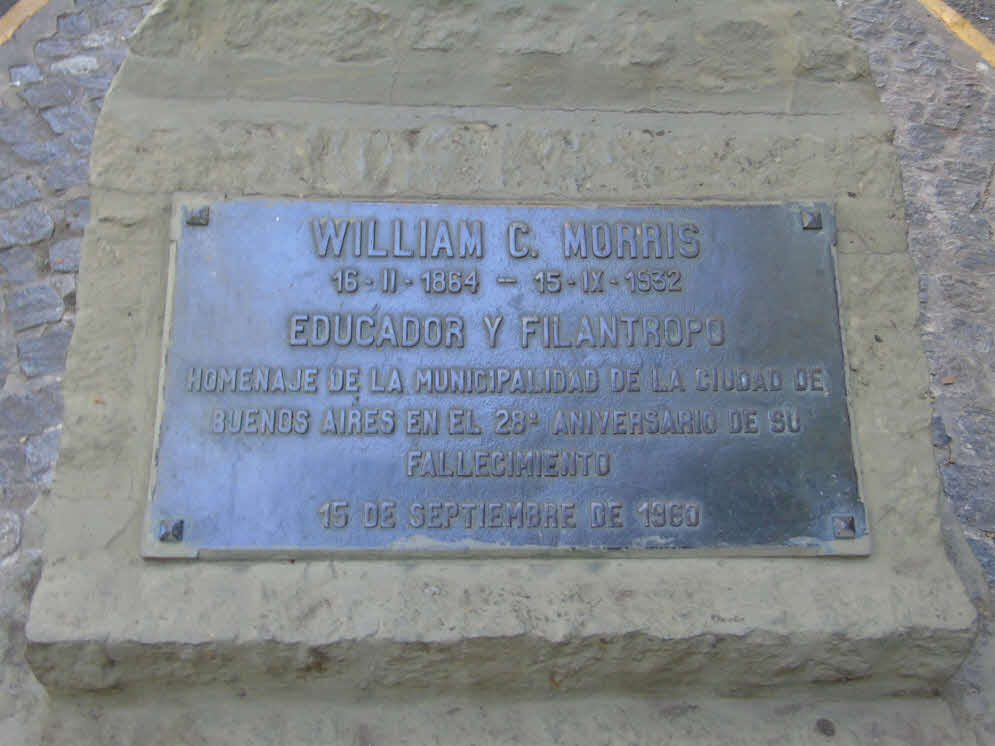 WILLIAM C. MORRIS
16-II-1864 - 15-IX-1932
EDUCADOR Y FILANTROPO
HOMENAJE DE LA MUNICIPALIDAD DE LA CIUDAD DE
BUENOS AIRES EN EL 28º ANIVERSARIO DE SU
FALLECIMIENTO
15 DE SEPTIEMBRE DE 1960